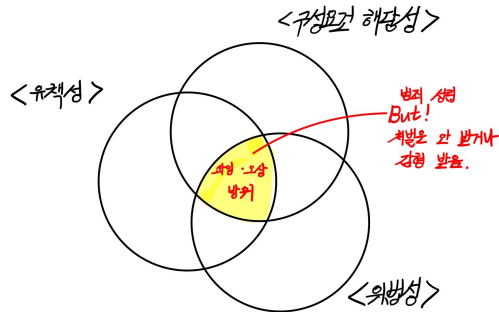 <구성요건 해당성>
<유책성>
범죄 성립
But!
처벌은 안 받거나
감형 받음.
과잉·오상
방위
<위법성>